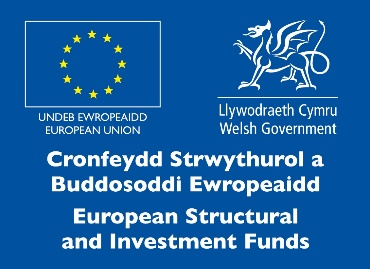 UNDEB EWROPEAIDD
EUROPEAN UNION
Llywodraeth Cymru
Welsh Government
Cronfeydd Strwythurol a
Buddsoddi Ewropeaidd
European Structural
and Investment Funds